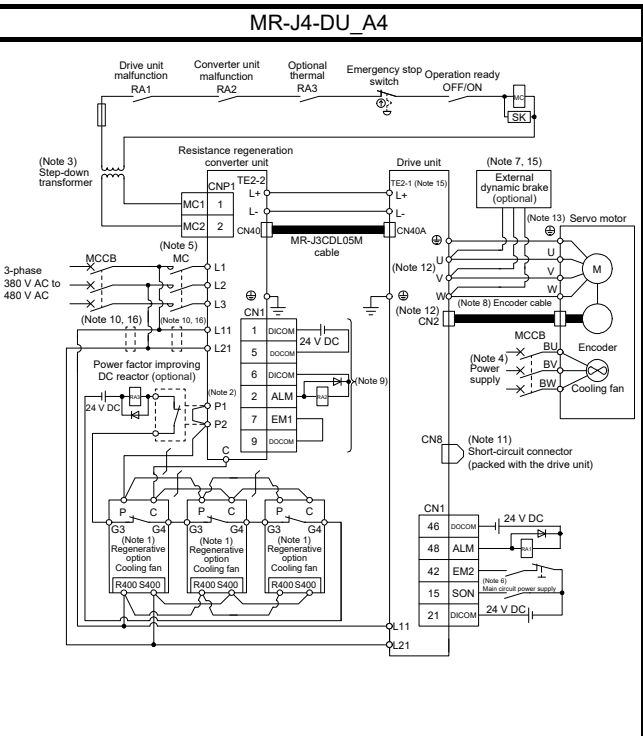 MR-J4-DU_A4
Drive unit
malfunction
RA1
Converter unit
malfunction
RA2
Optional
thermal
RA3
Emergency stop
switch
Operation ready
OFF/ON
MC
SK
(Note 3)
Step-down
transformer
Resistance regeneration
converter unit
CNP1
MC1 1
MC2 2
TE2-2
L+
L-
CN40
MR-J3CDL05M
cable
Drive unit
TE2-1 (Note 15)
L+
L-
CN40A
(Note 7, 15)
External
dynamic brake
(optional)
(Note 13) Servo motor
U
V
W
(Note 12)
U
V
W
M
(Note 5)
MCCB
MC
3-phase
380 V AC to
480 V AC
L1
L2
L3
(Note 10, 16)
(Note 10, 16)
L11
L21
(Note 12)
CN2
(Note 8) Encoder cable
Encoder
MCCB
(Note 4)
Power
supply
BU
BV
BW
Cooling fan
CN1
1 DICOM
24 V DC
5 DOCOM
6 DICOM
2 ALM
RA2
(Note 9)
7 EM1
9 DOCOM
Power factor improving
DC reactor (optional)
RA3
24 V DC
(Note 2)
P1
P2
C
CN8
(Note 11)
Short-circuit connector
(packed with the drive unit)
P C
G3 G4
(Note 1)
Regenerative
option
Cooling fan
R400 S400
P C
G3 G4
(Note 1)
Regenerative
option
Cooling fan
R400 S400
P C
G3 G4
(Note 1)
Regenerative
option
Cooling fan
R400 S400
CN1
46 DOCOM
24 V DC
48 ALM
RA1
42 EM2
(Note 6)
Main circuit power supply
15 SON
21 DICOM
24 V DC
L11
L21